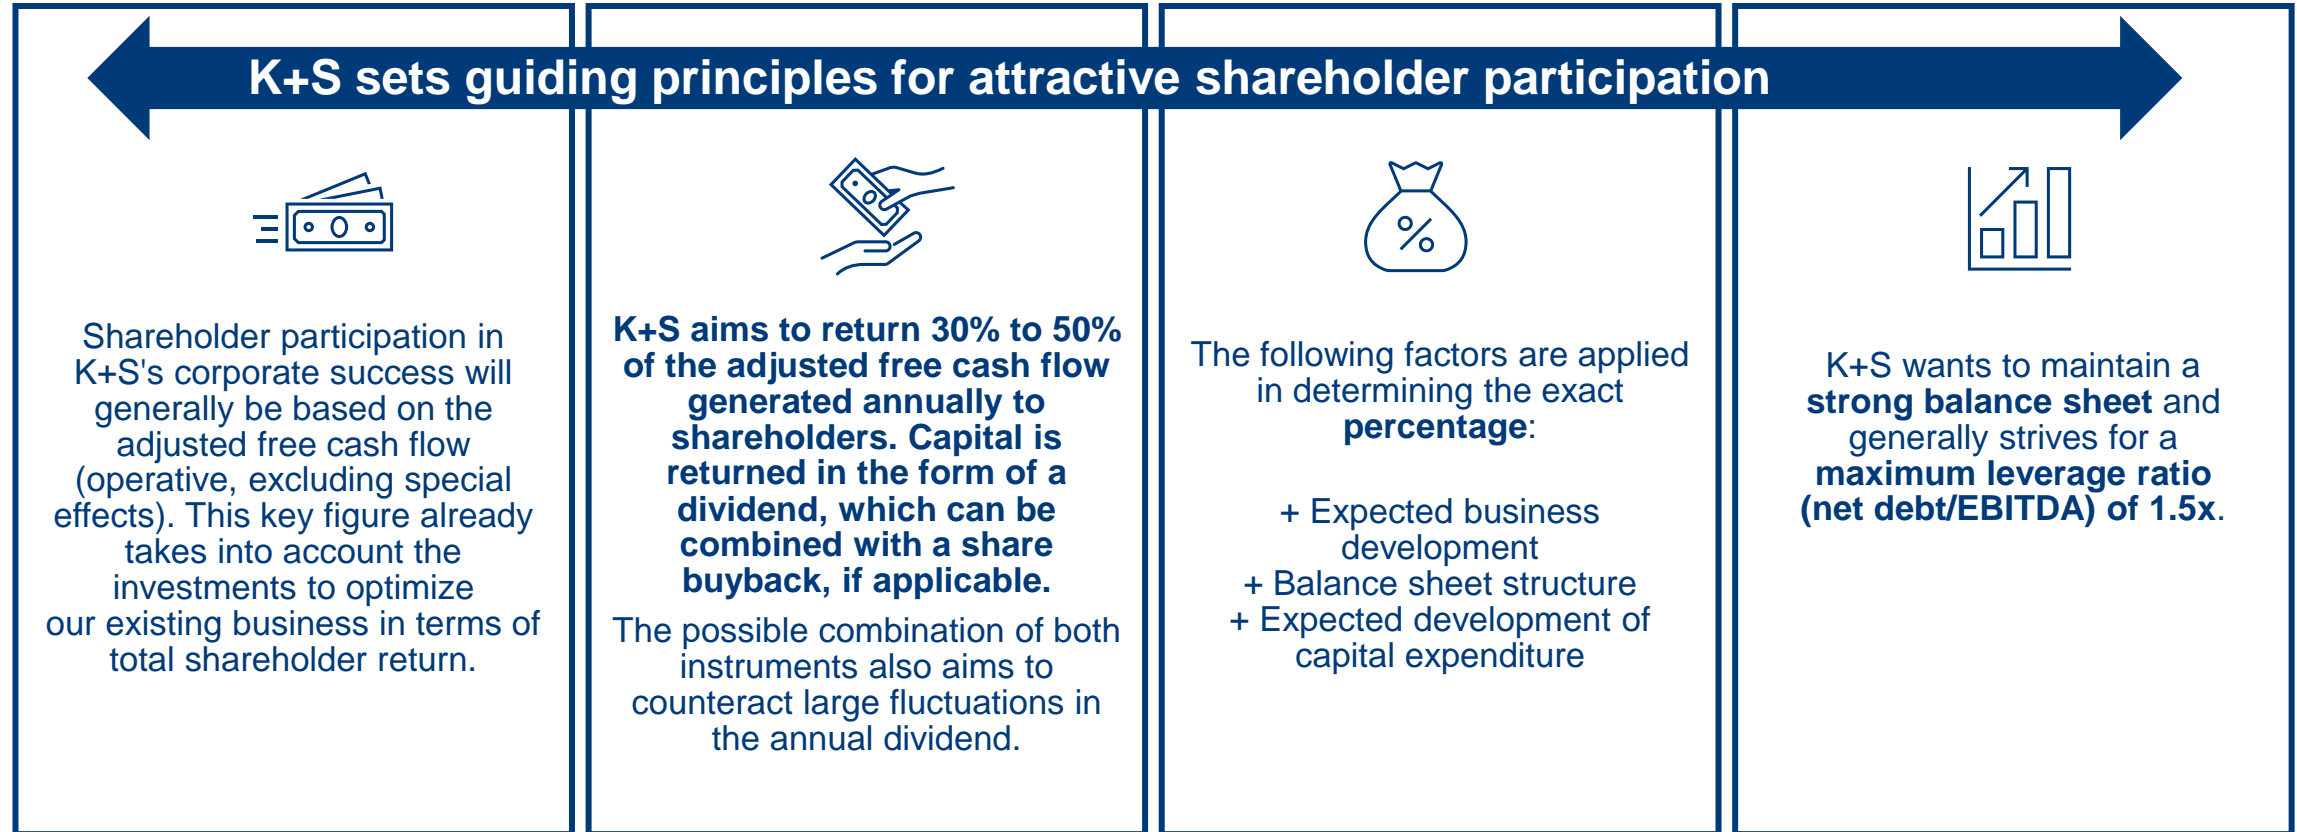 K+S sets guiding principles for attractive shareholder participation
Shareholder participation in
K+S's corporate success will
generally be based on the
adjusted free cash flow
(operative, excluding special
effects). This key figure already
takes into account the
investments to optimize
our existing business in terms of
total shareholder return.
K+S aims to return 30% to 50%
of the adjusted free cash flow
generated annually to
shareholders. Capital is
returned in the form of a
dividend, which can be
combined with a share
buyback, if applicable.
The possible combination of both
instruments also aims to
counteract large fluctuations in
the annual dividend.
%
The following factors are applied
in determining the exact
percentage:
+ Expected business
development
+ Balance sheet structure
+ Expected development of
capital expenditure
K+S wants to maintain a
strong balance sheet and
generally strives for a
maximum leverage ratio
(net debt/EBITDA) of 1.5x.